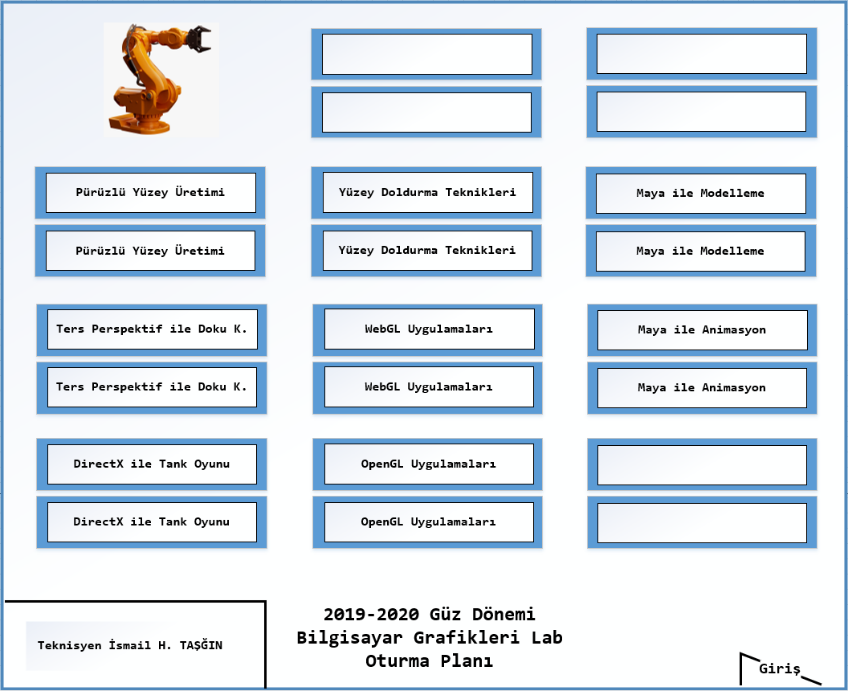 Pürüzlü Yüzey Üretimi
Yüzey Doldurma Teknikleri
Maya ile Modelleme
Pürüzlü Yüzey Üretimi
Yüzey Doldurma Teknikleri
Maya ile Modelleme
Ters Perspektif ile Doku K.
WebGL Uygulamaları
Maya ile Animasyon
Ters Perspektif ile Doku K.
WebGL Uygulamaları
Maya ile Animasyon
DirectX ile Tank Oyunu
OpenGL Uygulamaları
DirectX ile Tank Oyunu
OpenGL Uygulamaları
2019-2020 Güz Dönemi
Bilgisayar Grafikleri Lab
Oturma Planı
Teknisyen İsmail H. TAŞĞIN
Giriş